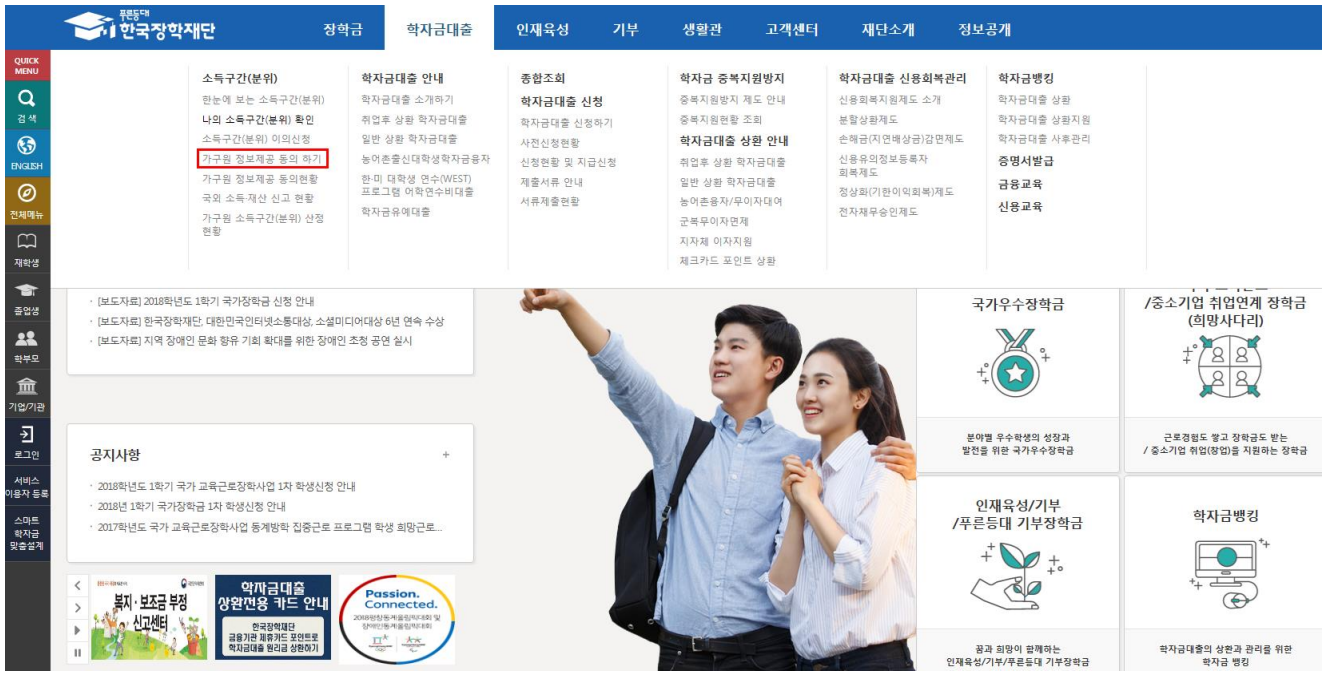 푸른등대
한국장학재단
장학금
학자금대출
인재육성
기부
생활관
고객센터
재단소개
정보공개
QUICK
MENU
검색
ENGLISH
전체메뉴
재학생
졸업생
학부모
기업/기관
로그인
서비스
이용자 등록
스마트
학자금
맞춤설계
소득구간(분위)
한눈에 보는 소득구간(분위)
나의 소득구간(분위) 확인
소득구간(분위) 이의신청
가구원 정보제공 동의 하기
가구원 정보제공 동의현황
국외 소득·재산 신고 현황
가구원 소득구간(분위) 산정
현황
학자금대출 안내
학자금대출 소개하기
취업후 상환 학자금대출
일반 상환 학자금대출
농어촌출신대학생학자금융자
한·미 대학생 연수(WEST)
프로그램 어학연수비대출
학자금유예대출
종합조회
학자금대출 신청
학자금대출 신청하기
사전신청현황
신청현황 및 지급신청
제출서류 안내
서류제출현황
학자금 중복지원방지
중복지원방지 제도 안내
중복지원현황 조회
학자금대출 상환 안내
취업후 상환 학자금대출
일반 상환 학자금대출
농어촌융자/무이자대여
군복무이자면제
지자체 이자지원
체크카드 포인트 상환
학자금대출 신용회복관리
신용회복지원제도 소개
분할상환제도
손해금(지연배상금)감면제도
신용유의정보등록자
회복제도
정상화(기한이익회복)제도
전자채무승인제도
학자금뱅킹
학자금대출 상환
학자금대출 상환지원
학자금대출 사후관리
증명서발급
금융교육
신용교육
· [보도자료] 2018학년도 1학기 국가장학금 신청 안내
· [보도자료] 한국장학재단, 대한민국인터넷소통대상, 소셜미디어대상 6년 연속 수상
· [보도자료] 지역 장애인 문화 향유 기회 확대를 위한 장애인 초청 공연 실시
공지사항 +
· 2018학년도 1학기 국가 교육근로장학사업 1차 학생신청 안내
· 2018년 1학기 국가장학금 1차 학생신청 안내
· 2017학년도 국가 교육근로장학사업 동계방학 집중근로 프로그램 학생 희망근로...
복지·보조금 부정
신고센터
학자금대출
상환전용 카드 안내
한국장학재단
금융기관 제휴카드 포인트로
학자금대출 원리금 상환하기
Passion.
Connected.
2018평창동계올림픽대회 및
장애인동계올림픽대회
국가우수장학금
분야별 우수학생의 성장과
발전을 위한 국가우수장학금
/중소기업 취업연계 장학금
(희망사다리)
근로경험도 쌓고 장학금도 받는
/ 중소기업 취업(창업)을 지원하는 장학금
인재육성/기부
/푸른등대 기부장학금
꿈과 희망이 함께하는
인재육성/기부/푸른등대 기부장학금
학자금뱅킹
학자금대출의 상환과 관리를 위한
학자금 뱅킹